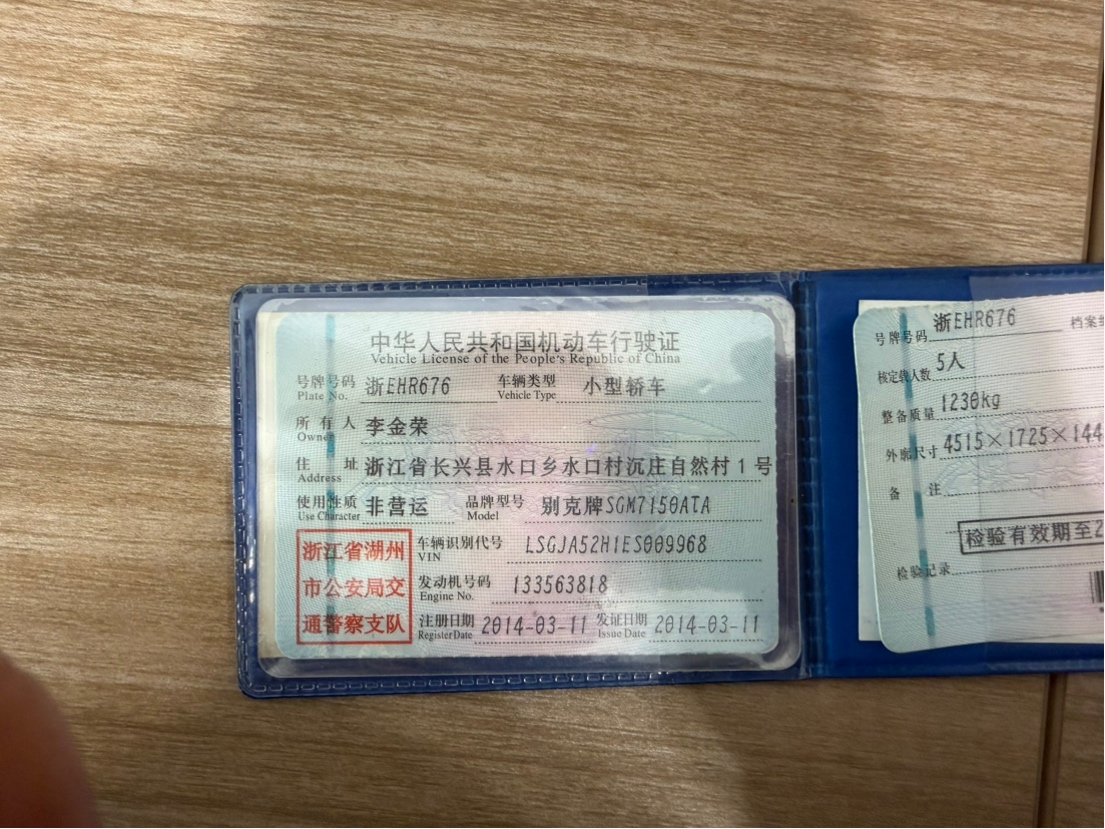 中华人民共和国机动车行驶证
Vehicle License of the People's Republic of China
号牌号码 浙EHR676 车辆类型 小型轿车
Plate No. Vehicle Type
所有人 李金荣
Owner
住址 浙江省长兴县水口乡水口村沉庄自然村1号
Address
使用性质 非营运 品牌型号 别克牌SGM7150ATA
Use Character Model
浙江省湖州
市公安局交
通警察支队
车辆识别代号 LSGJA52H1ES009968
VIN
发动机号码 133563818
Engine No.
注册日期 2014-03-11 发证日期 2014-03-11
Register Date Issue Date
号牌号码 浙EHR676 档案
核定载人数 5人
整备质量 1230kg
外廓尺寸 4515×1725×144
备注
检验有效期至2
检验记录